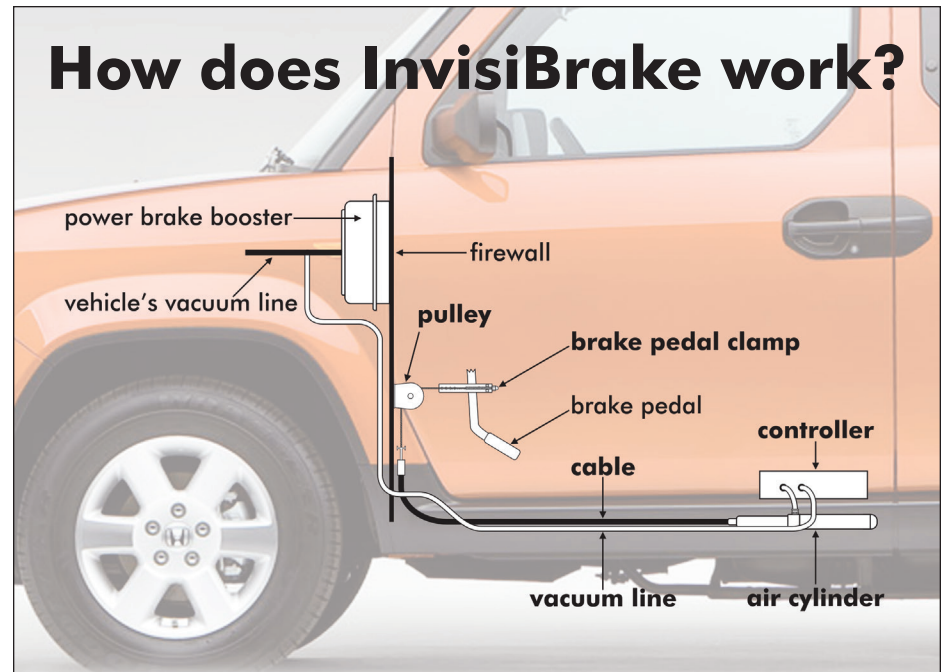 How does InvisiBrake work?
power brake booster
firewall
vehicle's vacuum line
pulley
brake pedal clamp
brake pedal
controller
cable
vacuum line
air cylinder